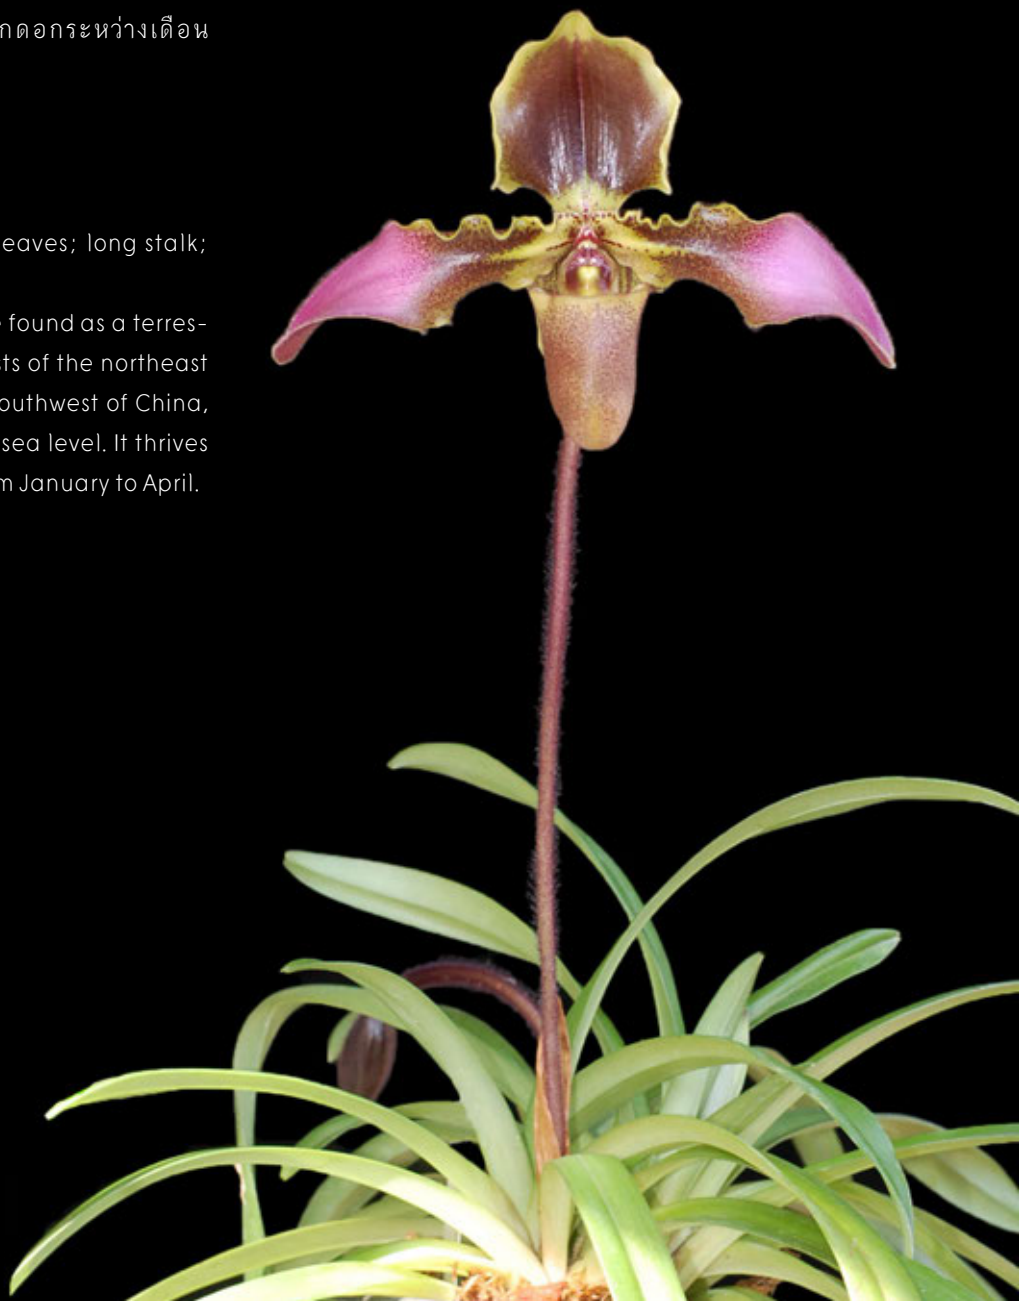 กดอกระหว่างเดือน
eaves; long stalk;
found as a terres-
sts of the northeast
outhwest of China,
sea level. It thrives
m January to April.